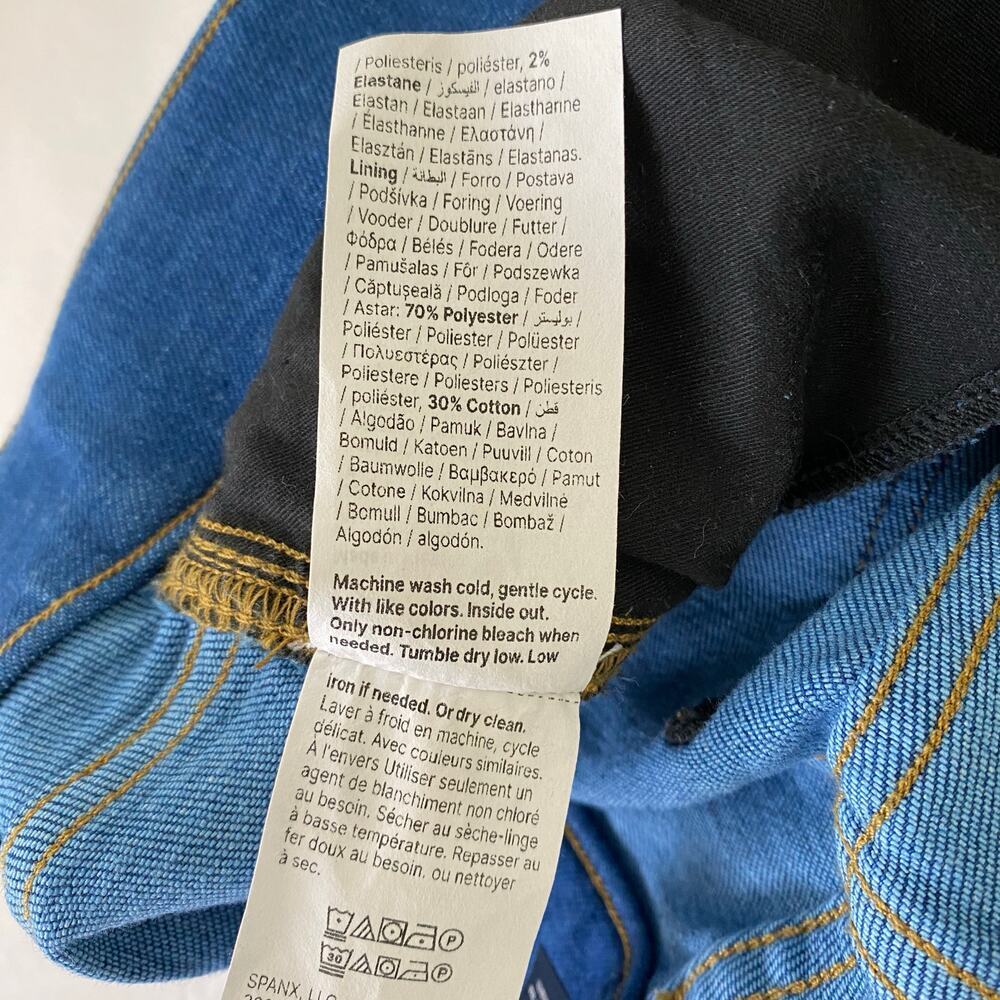 / Poliesteris / poliéster, 2%
Elastane / الفيسكوز / elastano /
Elastan / Elastaan / Elasthanne
/ Élasthanne / Ελαστάνη /
Elasztán / Elastāns / Elastanas.
Lining / البطانة / Forro / Postava
/ Podšívka / Foring / Voering
/ Vooder / Doublure / Futter /
Φόδρα / Bélés / Fodera / Odere
/ Pamušalas / Fôr / Podszewka
/ Căptușeală / Podloga / Foder
/ Astar: 70% Polyester / بوليستر /
Poliéster / Poliester / Polüester
/ Πολυεστέρας / Poliészter /
Poliestere / Poliesters / Poliesteris
/ poliéster, 30% Cotton / قطن
/ Algodão / Pamuk / Bavlna /
Bomuld / Katoen / Puuvill / Coton
/ Baumwolle / Βαμβακερό / Pamut
/ Cotone / Kokvilna / Medvilnė
/ Bomull / Bumbac / Bombaž /
Algodón / algodón.
Machine wash cold, gentle cycle.
With like colors. Inside out.
Only non-chlorine bleach when
needed. Tumble dry low. Low
iron if needed. Or dry clean.
Laver à froid en machine, cycle
délicat. Avec couleurs similaires.
À l'envers Utiliser seulement un
agent de blanchiment non chloré
au besoin. Sécher au sèche-linge
à basse température. Repasser au
fer doux au besoin. ou nettoyer
à sec.
P
30 P
SPANX, LLC